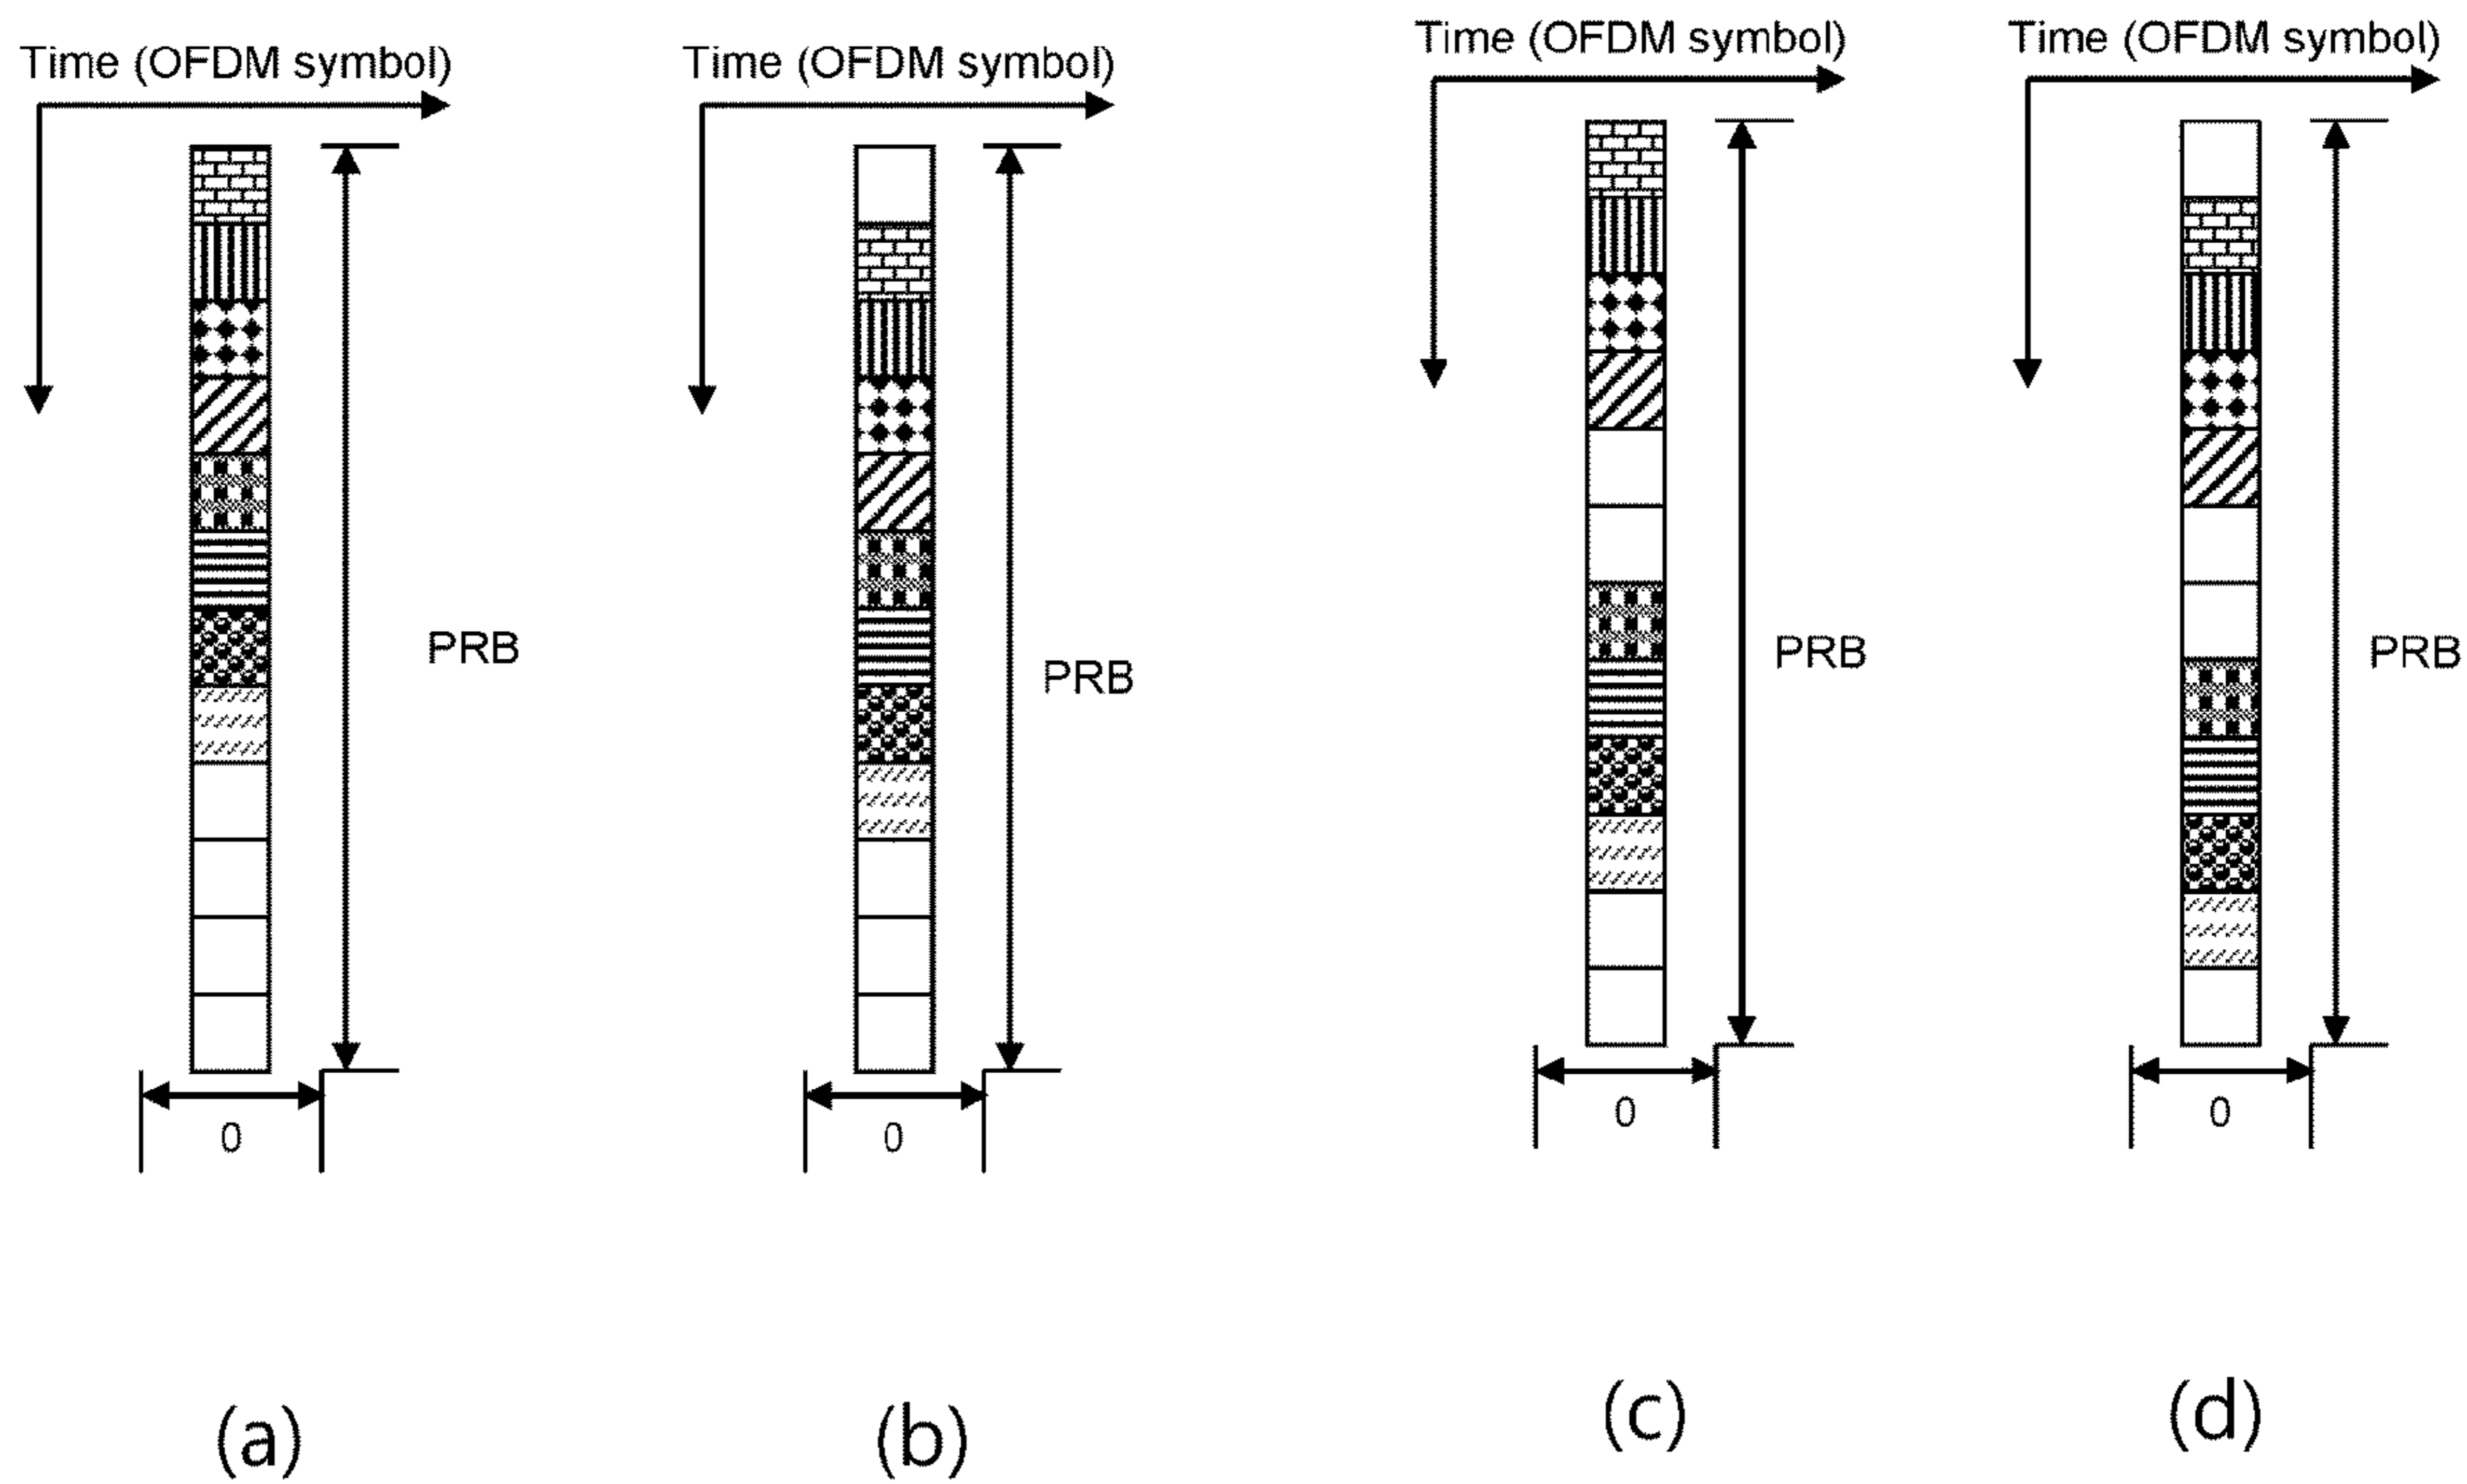 Time (OFDM symbol)
PRB
0
(a)
Time (OFDM symbol)
PRB
0
(b)
Time (OFDM symbol)
PRB
0
(c)
Time (OFDM symbol)
PRB
0
(d)